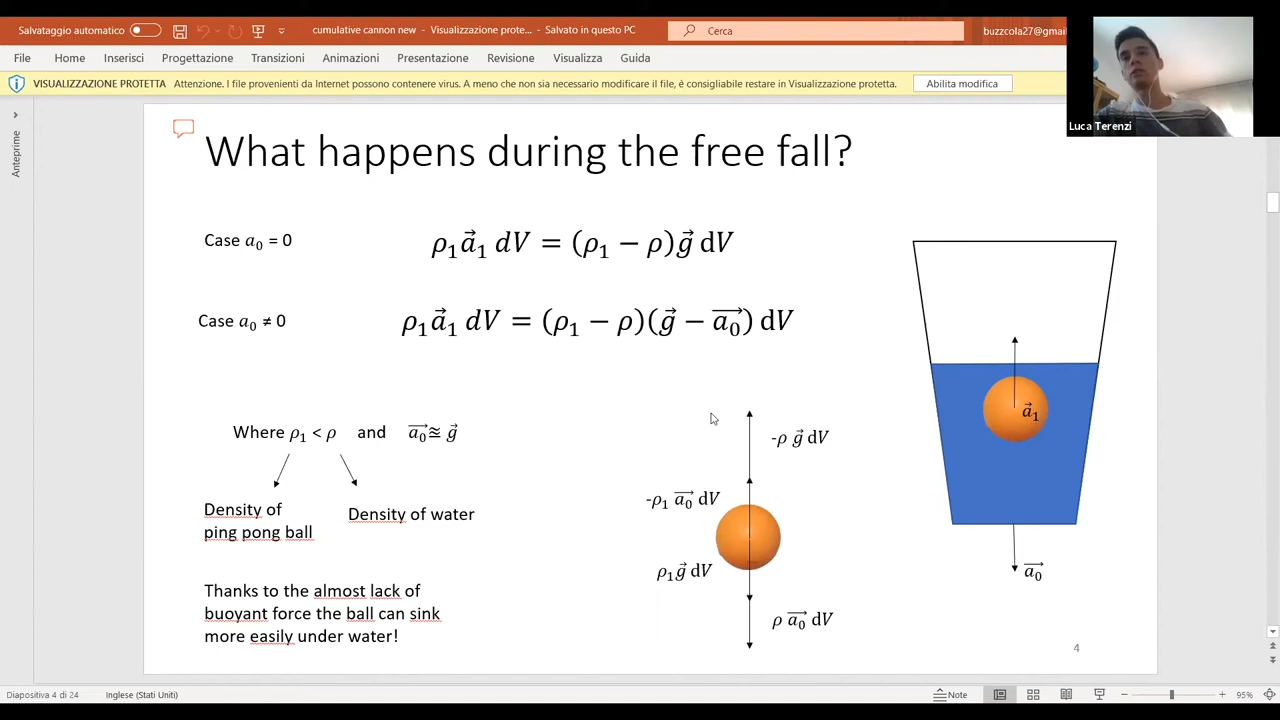 Salvataggio automatico
cumulative cannon new - Visualizzazione prote... - Salvato in questo PC
Cerca
buzzcola27@gmai
File Home Inserisci Progettazione Transizioni Animazioni Presentazione Revisione Visualizza Guida
VISUALIZZAZIONE PROTETTA Attenzione. I file provenienti da Internet possono contenere virus. A meno che non sia necessario modificare il file, è consigliabile restare in Visualizzazione protetta.
Abilita modifica
Luca Terenzi
Anteprime
What happens during the free fall?
Case a₀ = 0
ρ₁a⃗₁ dV = (ρ₁ − ρ)g⃗ dV
Case a₀ ≠ 0
ρ₁a⃗₁ dV = (ρ₁ − ρ)(g⃗ − a₀⃗) dV
a⃗₁
a₀⃗
Where ρ₁ < ρ and a₀⃗ ≅ g⃗
Density of
ping pong ball
Density of water
-ρ g⃗ dV
-ρ₁ a₀⃗ dV
ρ₁g⃗ dV
ρ a₀⃗ dV
Thanks to the almost lack of
buoyant force the ball can sink
more easily under water!
4
Diapositiva 4 di 24
Inglese (Stati Uniti)
Note
95%